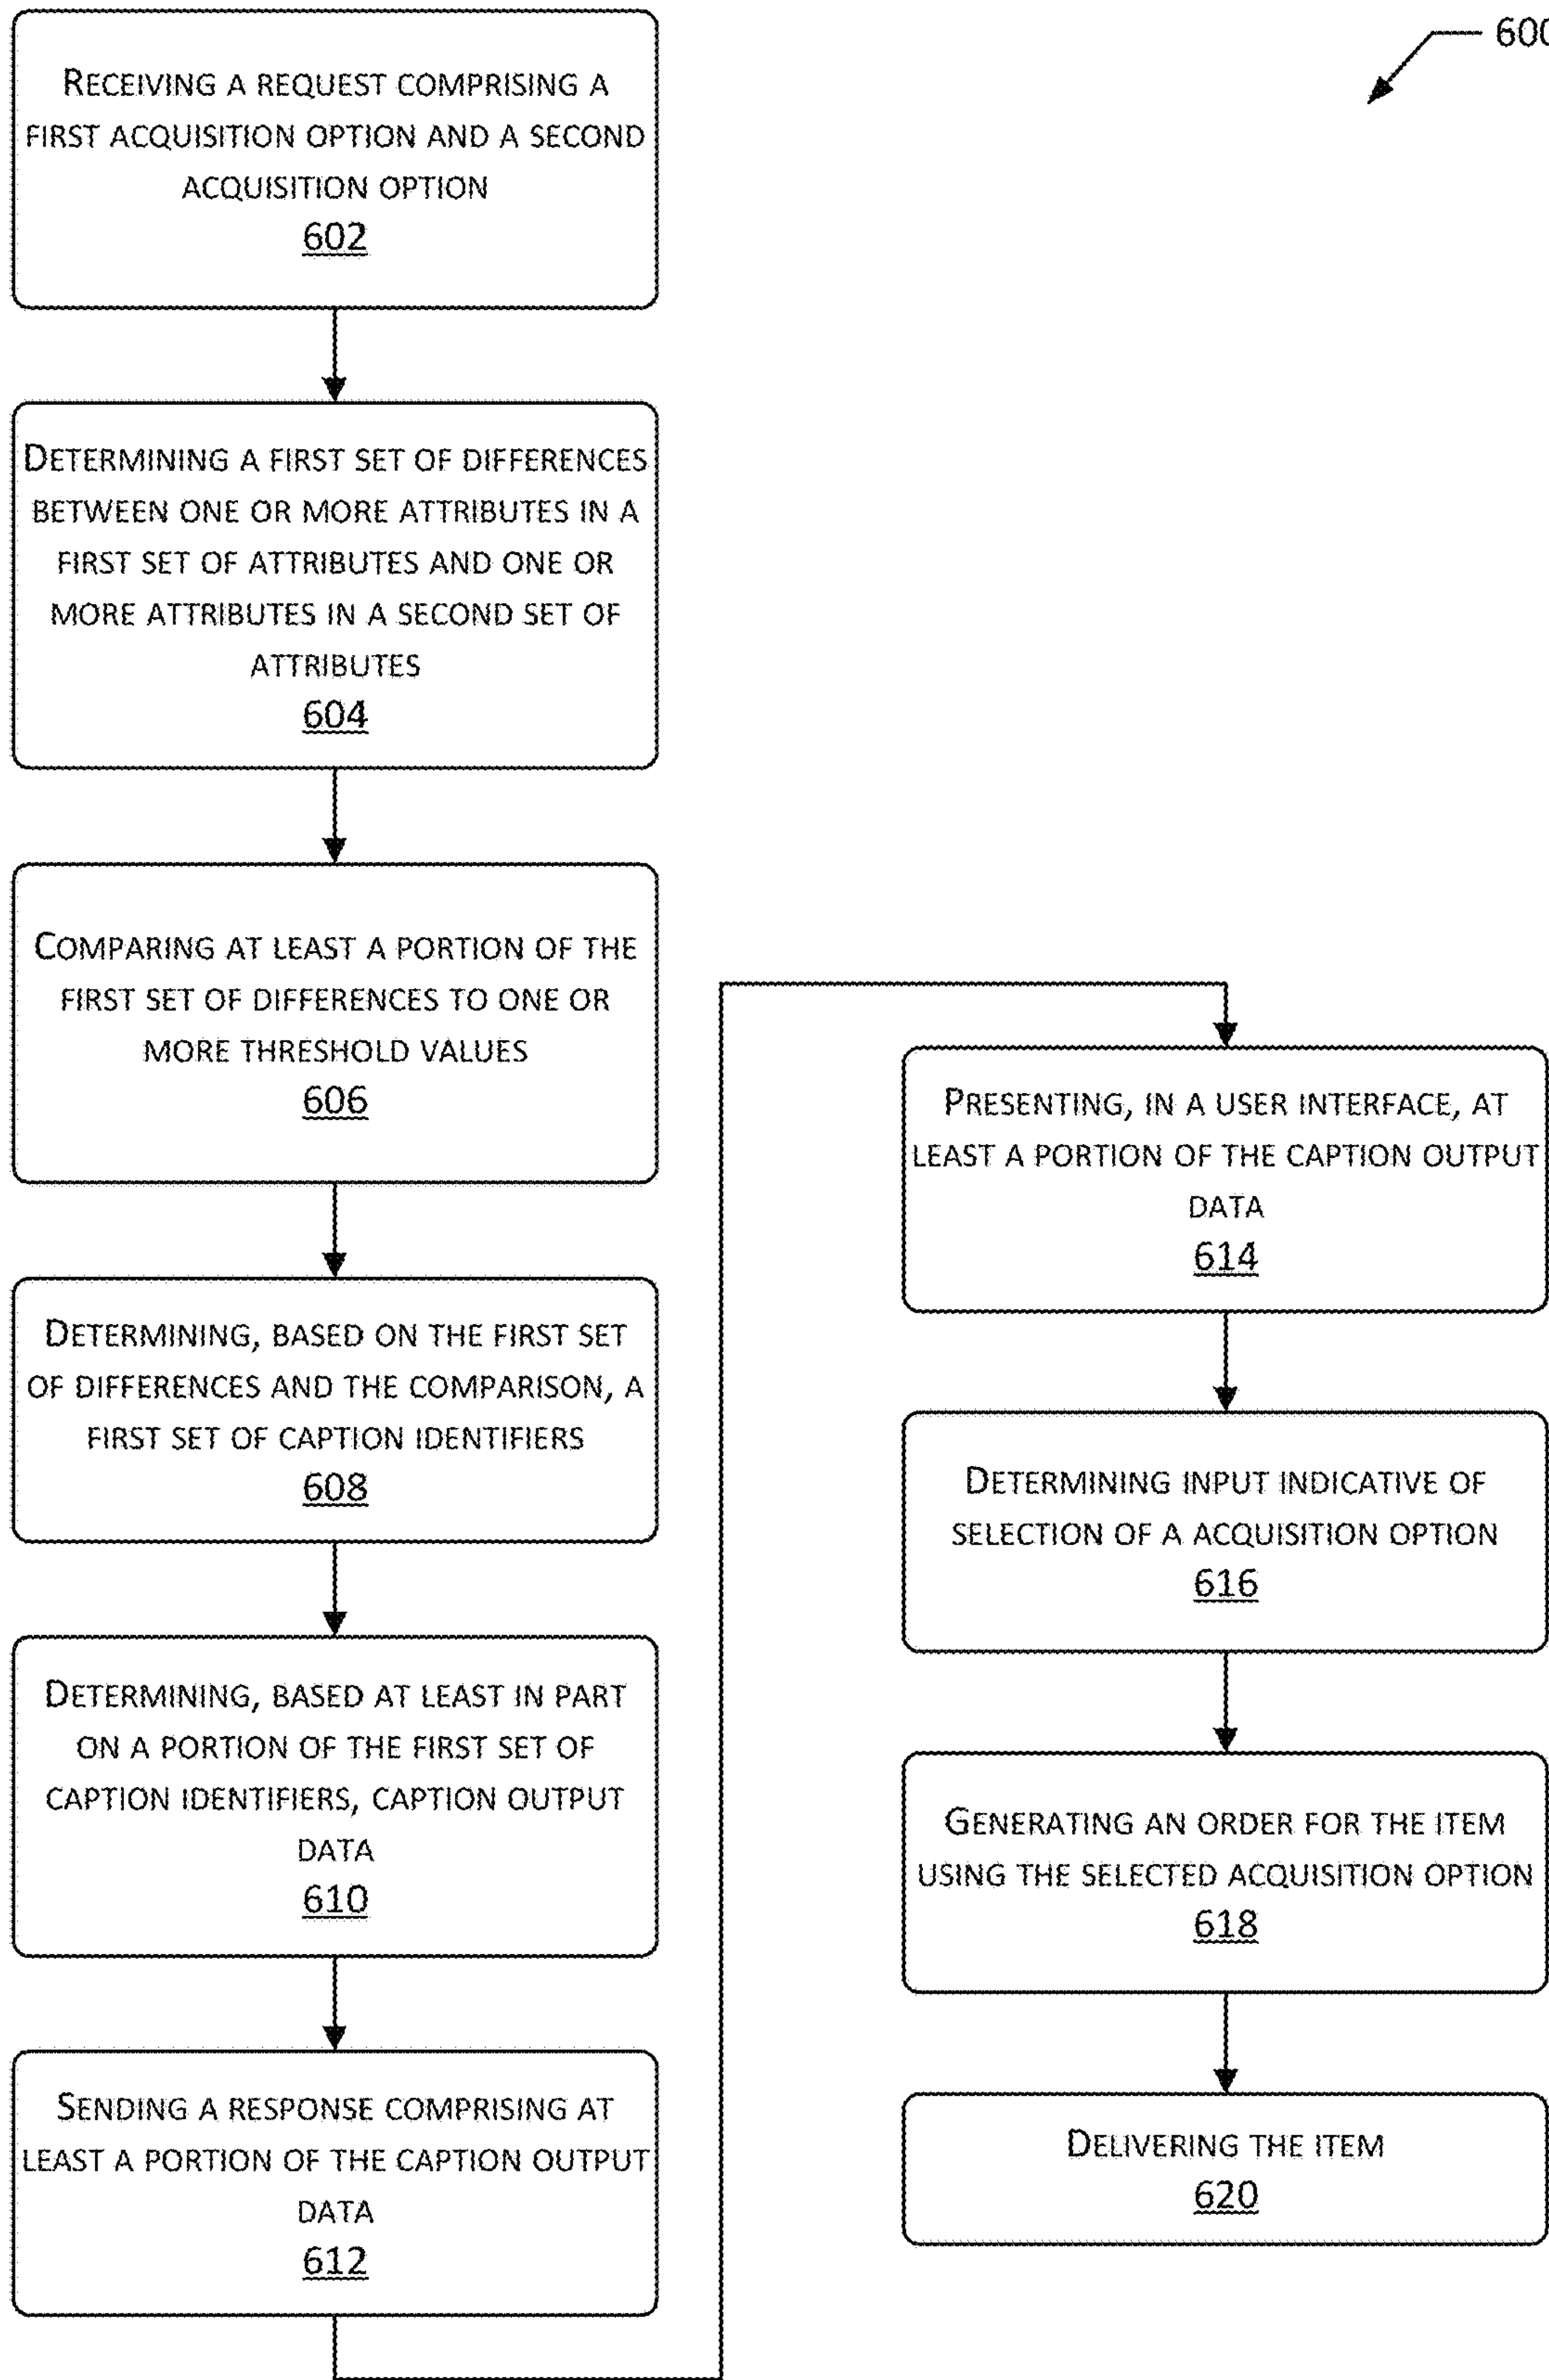 600
RECEIVING A REQUEST COMPRISING A
FIRST ACQUISITION OPTION AND A SECOND
ACQUISITION OPTION
602
DETERMINING A FIRST SET OF DIFFERENCES
BETWEEN ONE OR MORE ATTRIBUTES IN A
FIRST SET OF ATTRIBUTES AND ONE OR
MORE ATTRIBUTES IN A SECOND SET OF
ATTRIBUTES
604
COMPARING AT LEAST A PORTION OF THE
FIRST SET OF DIFFERENCES TO ONE OR
MORE THRESHOLD VALUES
606
DETERMINING, BASED ON THE FIRST SET
OF DIFFERENCES AND THE COMPARISON, A
FIRST SET OF CAPTION IDENTIFIERS
608
DETERMINING, BASED AT LEAST IN PART
ON A PORTION OF THE FIRST SET OF
CAPTION IDENTIFIERS, CAPTION OUTPUT
DATA
610
SENDING A RESPONSE COMPRISING AT
LEAST A PORTION OF THE CAPTION OUTPUT
DATA
612
PRESENTING, IN A USER INTERFACE, AT
LEAST A PORTION OF THE CAPTION OUTPUT
DATA
614
DETERMINING INPUT INDICATIVE OF
SELECTION OF A ACQUISITION OPTION
616
GENERATING AN ORDER FOR THE ITEM
USING THE SELECTED ACQUISITION OPTION
618
DELIVERING THE ITEM
620